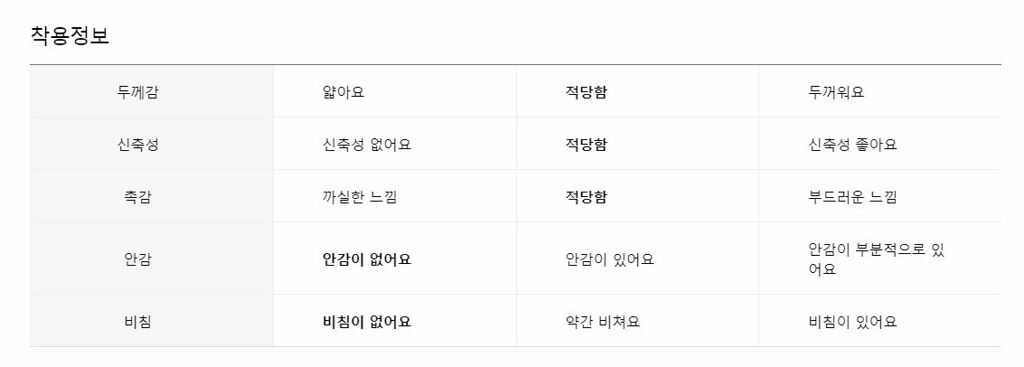 착용정보
두께감 얇아요 적당함 두꺼워요
신축성 신축성 없어요 적당함 신축성 좋아요
촉감 까실한 느낌 적당함 부드러운 느낌
안감 안감이 없어요 안감이 있어요 안감이 부분적으로 있
어요
비침 비침이 없어요 약간 비쳐요 비침이 있어요